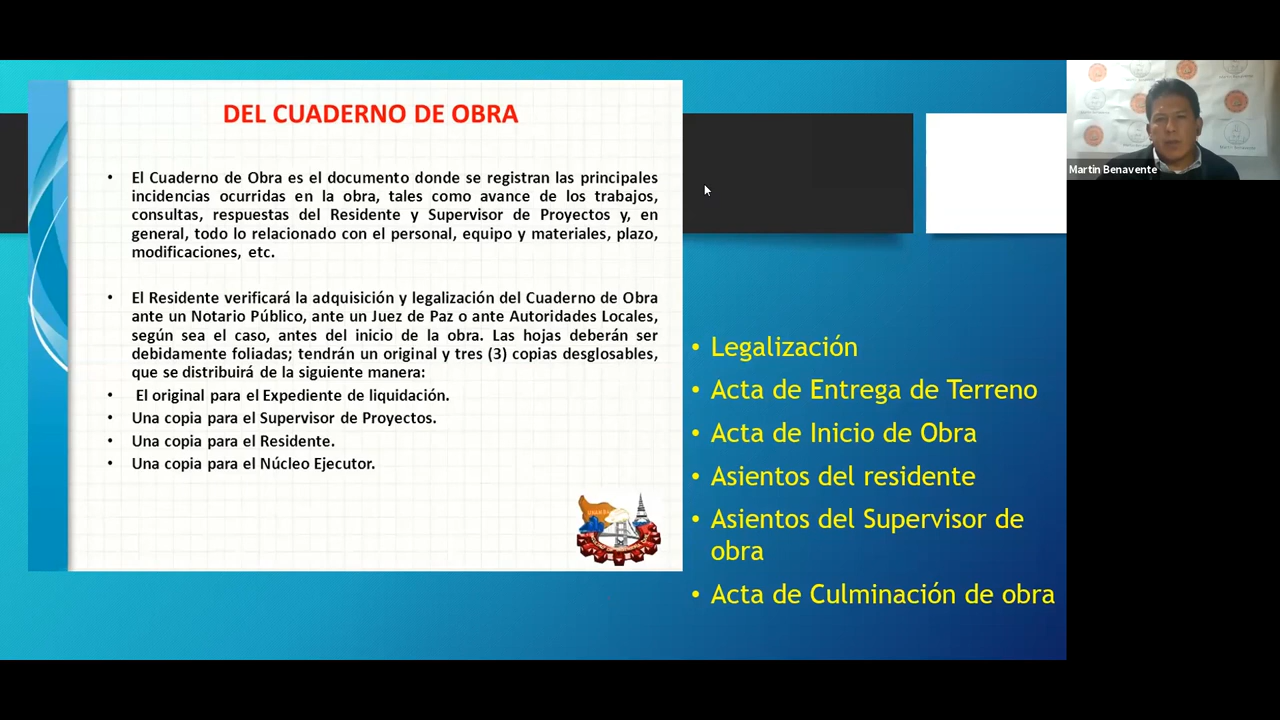 DEL CUADERNO DE OBRA
• El Cuaderno de Obra es el documento donde se registran las principales
incidencias ocurridas en la obra, tales como avance de los trabajos,
consultas, respuestas del Residente y Supervisor de Proyectos y, en
general, todo lo relacionado con el personal, equipo y materiales, plazo,
modificaciones, etc.
• El Residente verificará la adquisición y legalización del Cuaderno de Obra
ante un Notario Público, ante un Juez de Paz o ante Autoridades Locales,
según sea el caso, antes del inicio de la obra. Las hojas deberán ser
debidamente foliadas; tendrán un original y tres (3) copias desglosables,
que se distribuirá de la siguiente manera:
• El original para el Expediente de liquidación.
• Una copia para el Supervisor de Proyectos.
• Una copia para el Residente.
• Una copia para el Núcleo Ejecutor.
• Legalización
• Acta de Entrega de Terreno
• Acta de Inicio de Obra
• Asientos del residente
• Asientos del Supervisor de
obra
• Acta de Culminación de obra
Martin Benavente